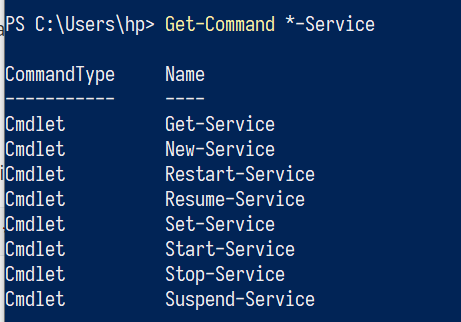 PS C:\Users\hp> Get-Command *-Service
CommandType Name
----------- ----
Cmdlet Get-Service
Cmdlet New-Service
Cmdlet Restart-Service
Cmdlet Resume-Service
Cmdlet Set-Service
Cmdlet Start-Service
Cmdlet Stop-Service
Cmdlet Suspend-Service